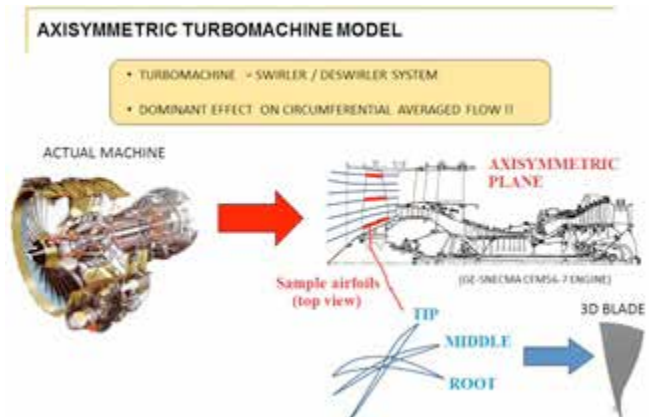 AXISYMMETRIC TURBOMACHINE MODEL
• TURBOMACHINE = SWIRLER / DESWIRLER SYSTEM
• DOMINANT EFFECT ON CIRCUMFERENTIAL AVERAGED FLOW !!
ACTUAL MACHINE
AXISYMMETRIC
PLANE
Sample airfoils
(top view)
(GE-SNECMA CFM56-7 ENGINE)
TIP
MIDDLE
ROOT
3D BLADE